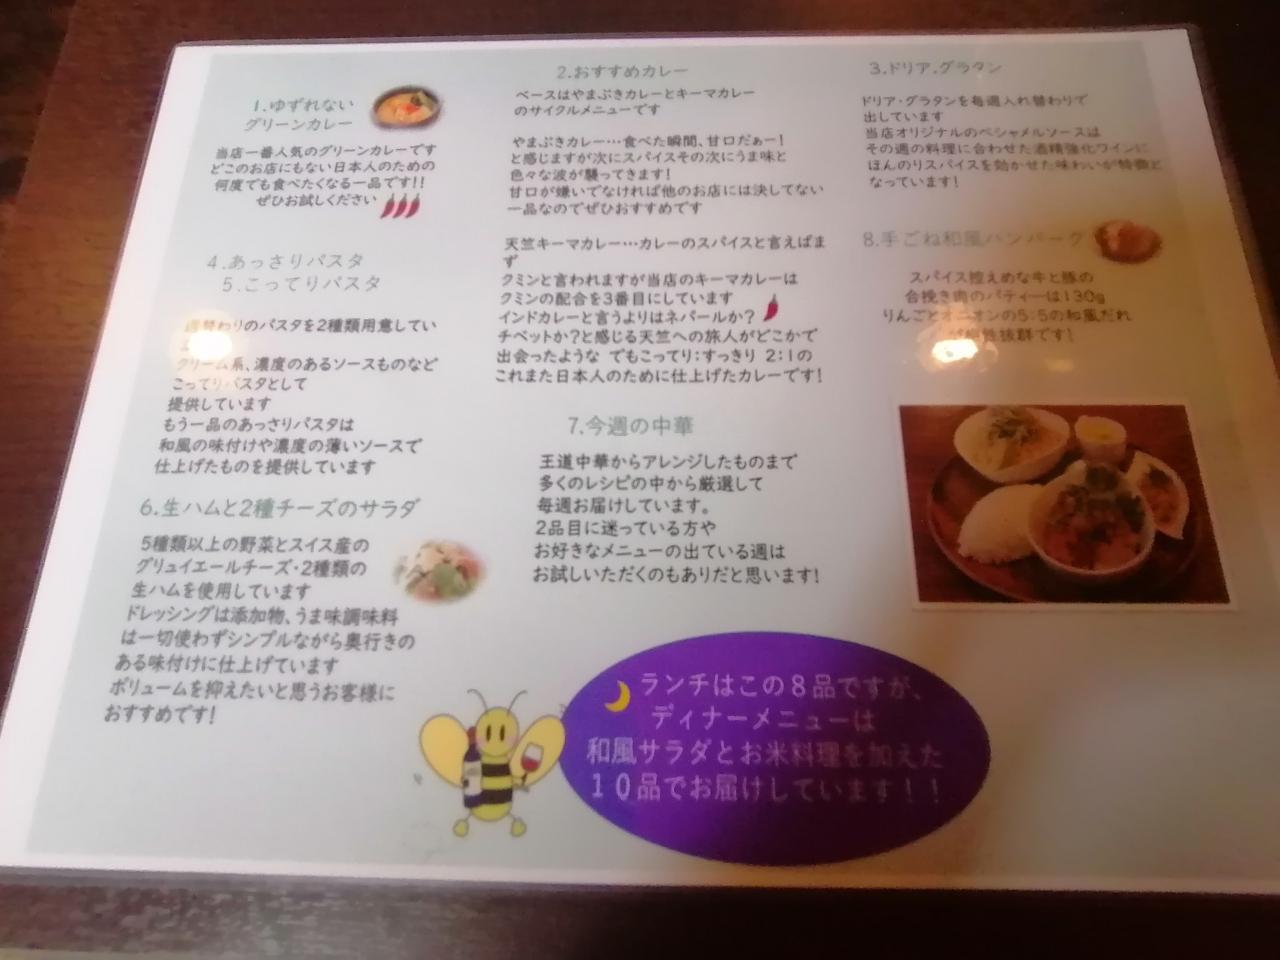 1.ゆずれない
グリーンカレー
当店一番人気のグリーンカレーです
どこのお店にもない日本人のための
何度でも食べたくなる一品です!!
ぜひお試しください
2.おすすめカレー
ベースはやまぶきカレーとキーマカレー
のサイクルメニューです
やまぶきカレー…食べた瞬間、甘口だぁー!
と感じますが次にスパイスその次にうま味と
色々な波が襲ってきます!
甘口が嫌いでなければ他のお店には決してない
一品なのでぜひおすすめです
天竺キーマカレー…カレーのスパイスと言えばま
ず
クミンと言われますが当店のキーマカレーは
クミンの配合を3番目にしています
インドカレーと言うよりはネパールか?
チベットか?と感じる天竺への旅人がどこかで
出会ったような でもこってり:すっきり 2:1の
これまた日本人のために仕上げたカレーです!
3.ドリア.グラタン
ドリア・グラタンを毎週入れ替わりで
出しています
当店オリジナルのベシャメルソースは
その週の料理に合わせた酒精強化ワインに
ほんのりスパイスを効かせた味わいが特徴と
なっています!
4.あっさりパスタ
5.こってりパスタ
週替わりのパスタを2種類用意してい
クリーム系、濃度のあるソースものなど
こってりパスタとして
提供しています
もう一品のあっさりパスタは
和風の味付けや濃度の薄いソースで
仕上げたものを提供しています
6.生ハムと2種チーズのサラダ
5種類以上の野菜とスイス産の
グリュイエールチーズ・2種類の
生ハムを使用しています
ドレッシングは添加物、うま味調味料
は一切使わずシンプルながら奥行きの
ある味付けに仕上げています
ボリュームを抑えたいと思うお客様に
おすすめです!
7.今週の中華
王道中華からアレンジしたものまで
多くのレシピの中から厳選して
毎週お届けしています。
2品目に迷っている方や
お好きなメニューの出ている週は
お試しいただくのもありだと思います!
8.手ごね和風ハンバーグ
スパイス控えめな牛と豚の
合挽き肉のパティーは130g
りんごとオニオンの5:5の和風だれ
相性抜群です!
ランチはこの8品ですが、
ディナーメニューは
和風サラダとお米料理を加えた
10品でお届けしています!!